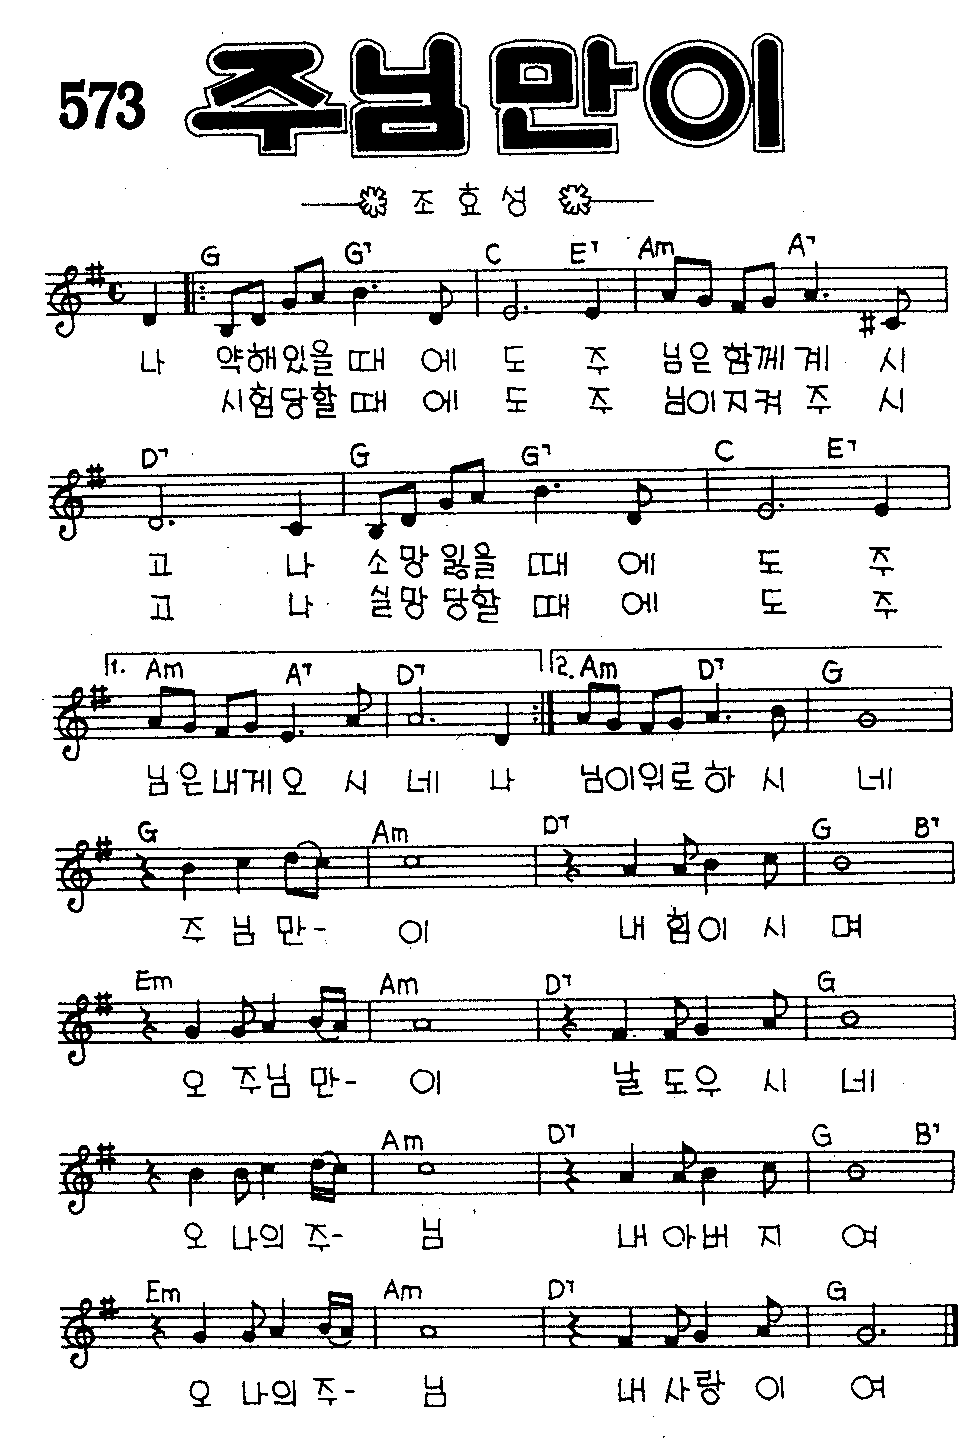 573 주님만이
조효성
G G7 C E7 Am A7
나 약해있을 때 에 도 주 님은 함께 계 시
시험당할 때 에 도 주 님이지켜 주 시
D7 G G7 C E7
고 나 소망 잃을 때 에 도 주
고 나 실망 당할 때 에 도 주
1. Am A7 D7 2. Am D7 G
님은내게 오 시 네 나 님이위로하 시 네
G Am D7 G B7
주 님 만- 이 내 힘이 시 며
Em Am D7 G
오 주님 만- 이 날 도우 시 네
Am D7 G B7
오 나의 주- 님 내 아버 지 여
Em Am D7 G
오 나의 주- 님 내 사랑 이 여